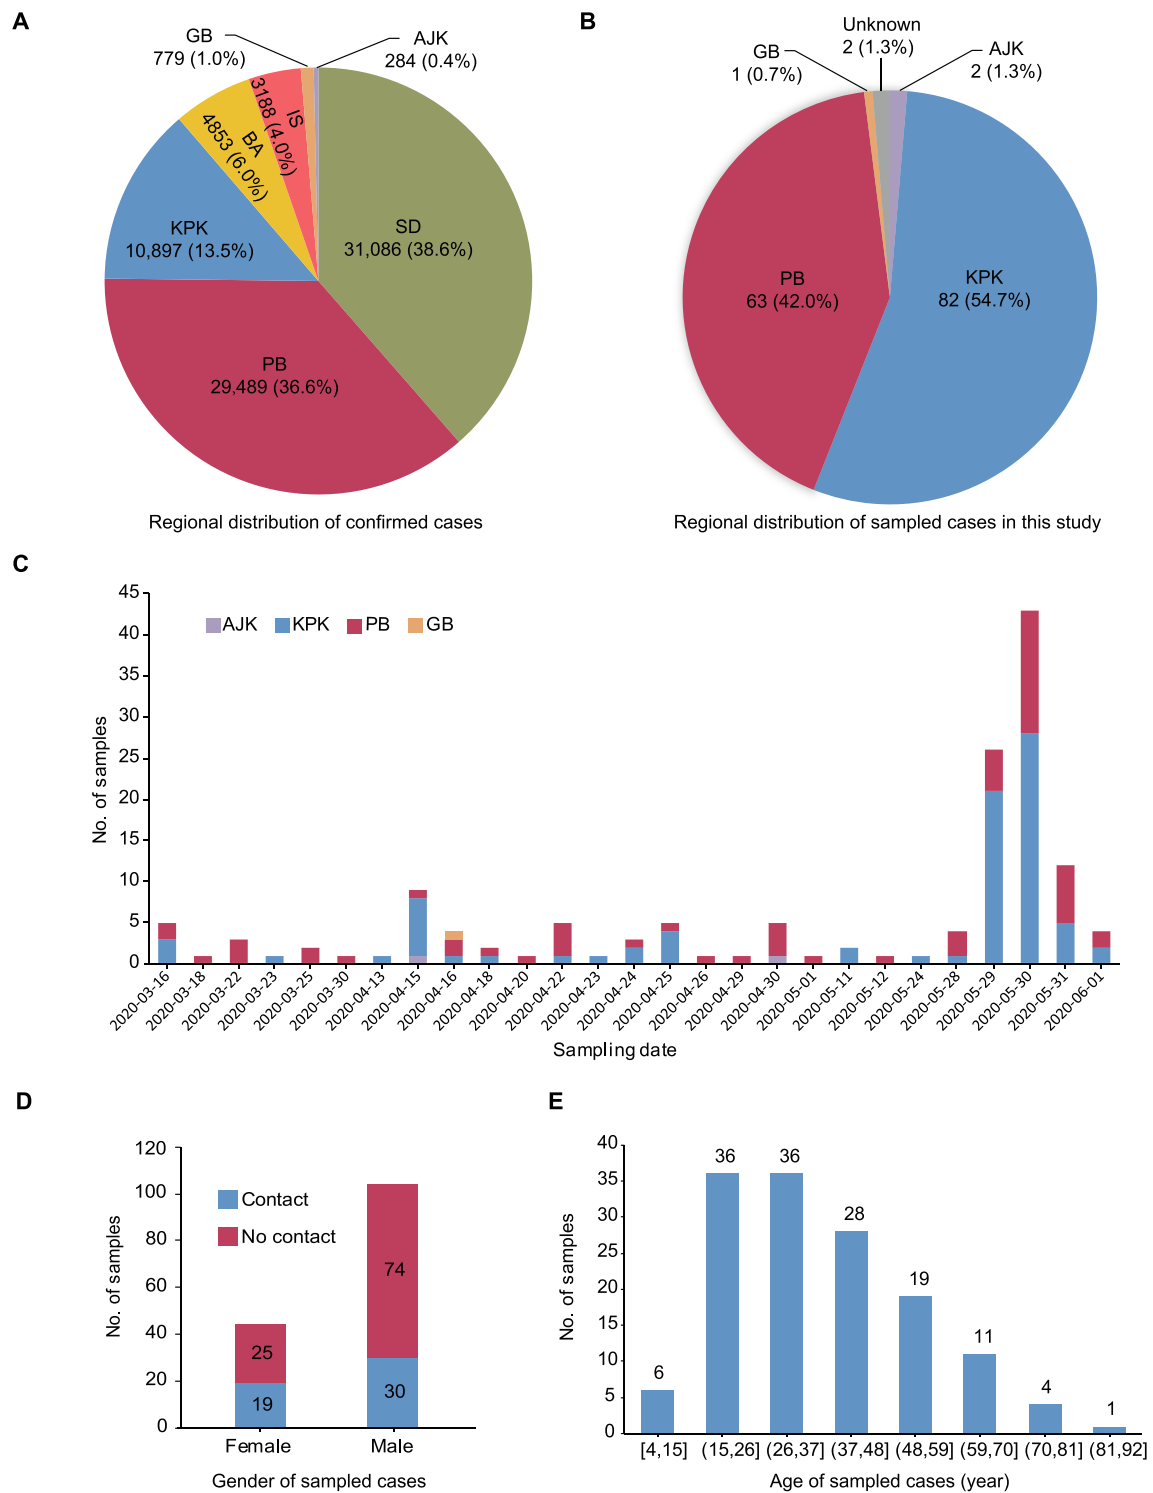 A
GB
779 (1.0%)
AJK
284 (0.4%)
IS
3188 (4.0%)
BA
4853 (6.0%)
KPK
10,897 (13.5%)
SD
31,086 (38.6%)
PB
29,489 (36.6%)
Regional distribution of confirmed cases
B
Unknown
2 (1.3%)
GB
1 (0.7%)
AJK
2 (1.3%)
PB
63 (42.0%)
KPK
82 (54.7%)
Regional distribution of sampled cases in this study
C
No. of samples
45
40
35
30
25
20
15
10
5
0
AJK KPK PB GB
2020-03-16
2020-03-18
2020-03-22
2020-03-23
2020-03-25
2020-03-30
2020-04-13
2020-04-15
2020-04-16
2020-04-18
2020-04-20
2020-04-22
2020-04-23
2020-04-24
2020-04-25
2020-04-26
2020-04-29
2020-04-30
2020-05-01
2020-05-11
2020-05-12
2020-05-24
2020-05-28
2020-05-29
2020-05-30
2020-05-31
2020-06-01
Sampling date
D
No. of samples
120
100
80
60
40
20
0
Contact
No contact
25
19
74
30
Female Male
Gender of sampled cases
E
No. of samples
40
35
30
25
20
15
10
5
0
6
36
36
28
19
11
4
1
[4,15] (15,26] (26,37] (37,48] (48,59] (59,70] (70,81] (81,92]
Age of sampled cases (year)